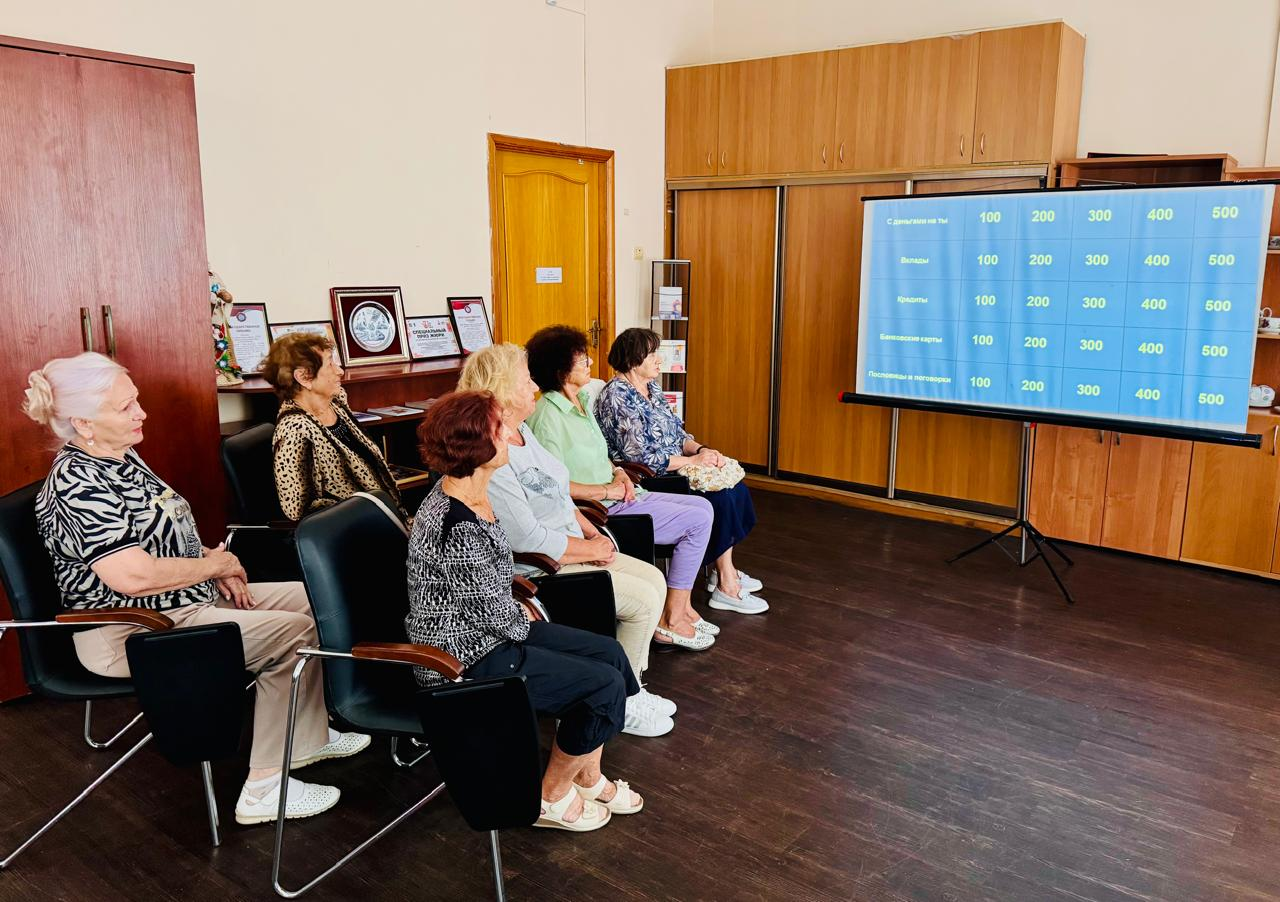 С деньгами на ты 100 200 300 400 500
Вклады 100 200 300 400 500
Кредиты 100 200 300 400 500
Банковские карты 100 200 300 400 500
Пословицы и поговорки 100 200 300 400 500
СПЕЦИАЛЬНЫЙ
ПРИЗ ЖЮРИ